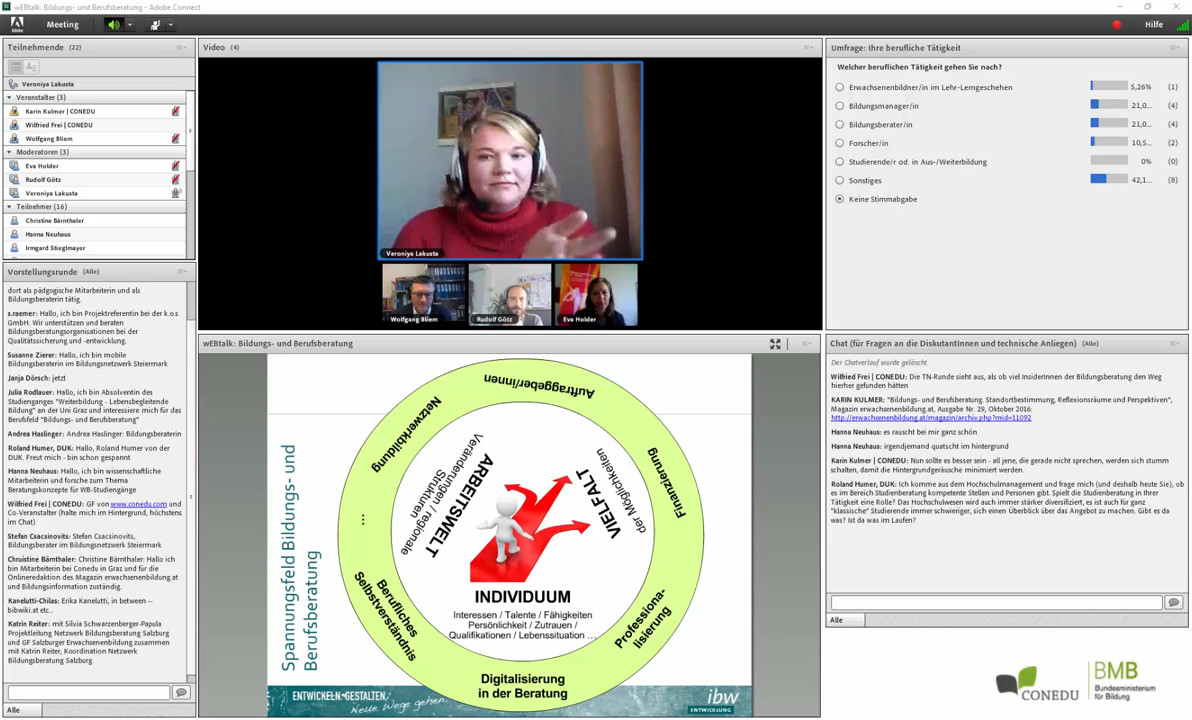 wEBtalk: Bildungs- und Berufsberatung - Adobe Connect
Meeting
Hilfe
Teilnehmende (22)
Veroniya Lakusta
Veranstalter (3)
Karin Kulmer | CONEDU
Wilfried Frei | CONEDU
Wolfgang Bliem
Moderatoren (3)
Eva Holder
Rudolf Götz
Veroniya Lakusta
Teilnehmer (16)
Christine Bärnthaler
Hanna Neuhaus
Irmgard Stieglmayer
Vorstellungsrunde (Alle)
dort als pädgogische Mitarbeiterin und als
Bildungsberaterin tätig.
s.raemer: Hallo, ich bin Projektreferentin bei der k.o.s
GmbH. Wir unterstützen und beraten
Bildungsberatungsorganisationen bei der
Qualitätssicherung und -entwicklung.
Susanne Zierer: Hallo, ich bin mobile
Bildungsberaterin im Bildungsnetzwerk Steiermark
Janja Dörsch: jetzt
Julia Rodlauer: Hallo, ich bin Absolventin des
Studienganges "Weiterbildung - Lebensbegleitende
Bildung" an der Uni Graz und interessiere mich für das
Berufsfeld "Bildungs- und Berufsberatung"
Andrea Haslinger: Andrea Haslinger: Bildungsberaterin
Roland Humer, DUK: Hallo, Roland Humer von der
DUK. Freut mich - bin schon gespannt
Hanna Neuhaus: Hallo, ich bin wissenschaftliche
Mitarbeiterin und forsche zum Thema
Beratungskonzepte für WB-Studiengänge
Wilfried Frei | CONEDU: GF von www.conedu.com und
Co-Veranstalter (halte mich im Hintergrund, höchstens
im Chat)
Stefan Csacsinovits: Stefan Csacsinovits,
Bildungsberater im Bildungsnetzwerk Steiermark
Chruistine Bärnthaler: Christine Bärnthaler: Hallo ich
bin Mitarbeiterin bei Conedu in Graz und für die
Onlineredaktion des Magazin erwachsenenbildung.at
und Bildungsinformation zuständig.
Kanelutti-Chilas: Erika Kanelutti, in between --
bibwiki.at etc...
Katrin Reiter: mit Silvia Schwarzenberger-Papula
Projektleitung Netzwerk Bildungsberatung Salzburg
und GF Salzburger Erwachsenenbildung zusammen
mit Katrin Reiter, Koordination Netzwerk
Bildungsberatung Salzburg
Alle
Video (4)
Veroniya Lakusta
Wolfgang Bliem
Rudolf Götz
Eva Holder
wEBtalk: Bildungs- und Berufsberatung
Spannungsfeld Bildungs- und
Berufsberatung
Auftraggeber/innen
Netzwerkbildung
Finanzierung
...
Berufliches
Selbstverständnis
Professiona-
lisierung
Digitalisierung
in der Beratung
ARBEITSWELT
Veränderungen / regionale
Strukturen
VIELFALT
der Möglichkeiten
INDIVIDUUM
Interessen / Talente / Fähigkeiten
Persönlichkeit / Zutrauen /
Qualifikationen / Lebenssituation ...
ENTWICKELN.GESTALTEN.
Neue Wege gehen.
ibw
ENTWICKLUNG
Umfrage: Ihre berufliche Tätigkeit
Welcher beruflichen Tätigkeit gehen Sie nach?
Erwachsenenbildner/in im Lehr-Lerngeschehen 5,26% (1)
Bildungsmanager/in 21,0... (4)
Bildungsberater/in 21,0... (4)
Forscher/in 10,5... (2)
Studierende/r od. in Aus-/Weiterbildung 0% (0)
Sonstiges 42,1... (8)
Keine Stimmabgabe
Chat (für Fragen an die DiskutantInnen und technische Anliegen) (Alle)
Der Chatverlauf wurde gelöscht.
Wilfried Frei | CONEDU: Die TN-Runde sieht aus, als ob viel InsiderInnen der Bildungsberatung den Weg
hierher gefunden hätten
KARIN KULMER: "Bildungs- und Berufsberatung. Standortbestimmung, Reflexionsräume und Perspektiven",
Magazin erwachsenenbildung.at, Ausgabe Nr. 29, Oktober 2016:
http://erwachsenenbildung.at/magazin/archiv.php?mid=11092
Hanna Neuhaus: es rauscht bei mir ganz schön
Hanna Neuhaus: irgendjemand quatscht im hintergrund
Karin Kulmer | CONEDU: Nun sollte es besser sein - all jene, die gerade nicht sprechen, werden sich stumm
schalten, damit die Hintergrundgeräusche minimiert werden.
Roland Humer, DUK: Ich komme aus dem Hochschulmanagement und frage mich (und deshalb heute Sie), ob
es im Bereich Studienberatung kompetente Stellen und Personen gibt. Spielt die Studienberatung in Ihrer
Tätigkeit eine Rolle? Das Hochschulwesen wird auch immer stärker diversifiziert, es ist auch für ganz
"klassische" Studierende immer schwieriger, sich einen Überblick über das Angebot zu machen. Gibt es da
was? Ist da was im Laufen?
Alle
CONEDU
BMB
Bundesministerium
für Bildung